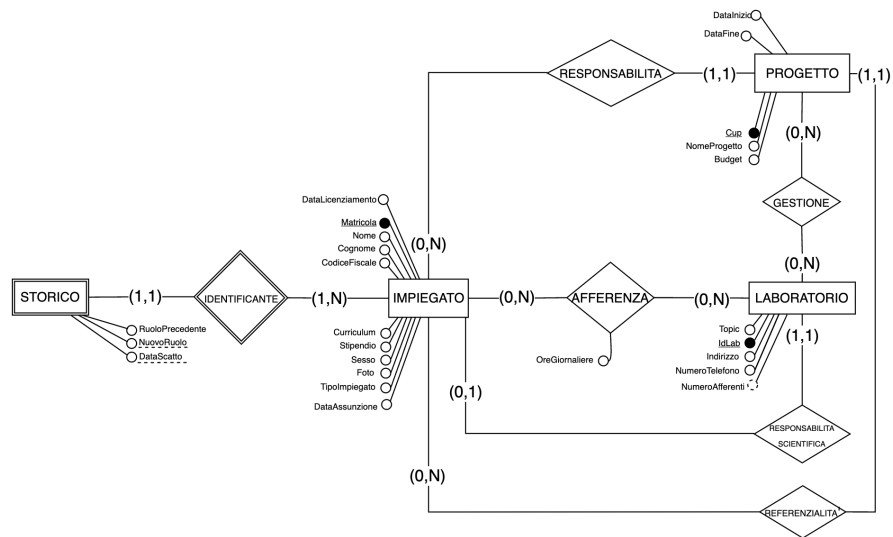 DataInizio
DataFine
RESPONSABILITA
(1,1)
PROGETTO
(1,1)
Cup
NomeProgetto
Budget
(0,N)
DataLicenziamento
Matricola
Nome
Cognome
CodiceFiscale
(0,N)
GESTIONE
(0,N)
STORICO
(1,1)
IDENTIFICANTE
(1,N)
IMPIEGATO
(0,N)
AFFERENZA
(0,N)
LABORATORIO
RuoloPrecedente
NuovoRuolo
DataScatto
Curriculum
Stipendio
Sesso
Foto
TipoImpiegato
DataAssunzione
OreGiornaliere
Topic
IdLab
Indirizzo
NumeroTelefono
NumeroAfferenti
(1,1)
(0,1)
RESPONSABILITA
SCIENTIFICA
(0,N)
REFERENZIALITA'